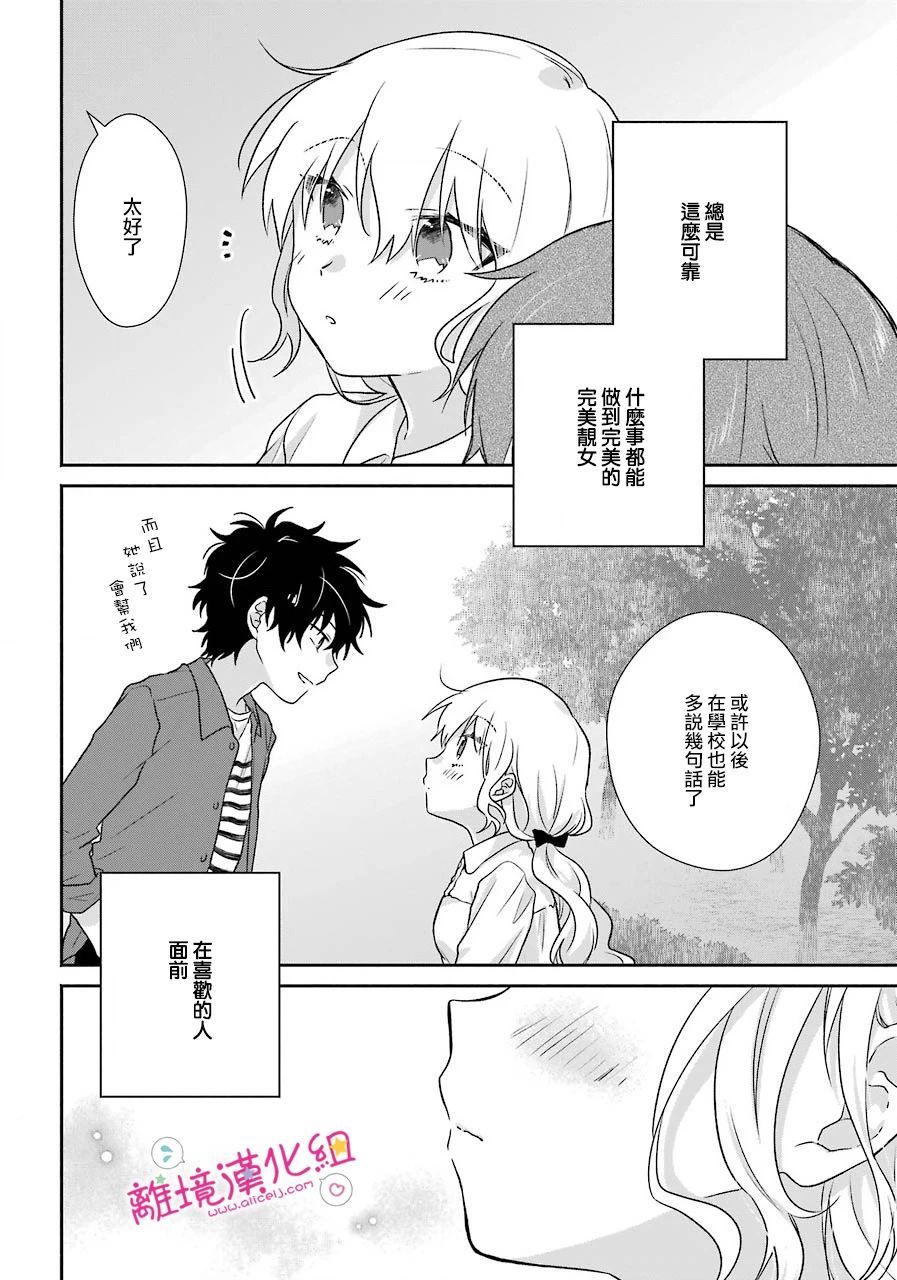 總是
這麼可靠
什麼事都能
做到完美的
完美靚女
太好了
或許以後
在學校也能
多説幾句話了
而且
她說了
會幫我們
在喜歡的人
面前
離境漢化組
www.aliceij.com